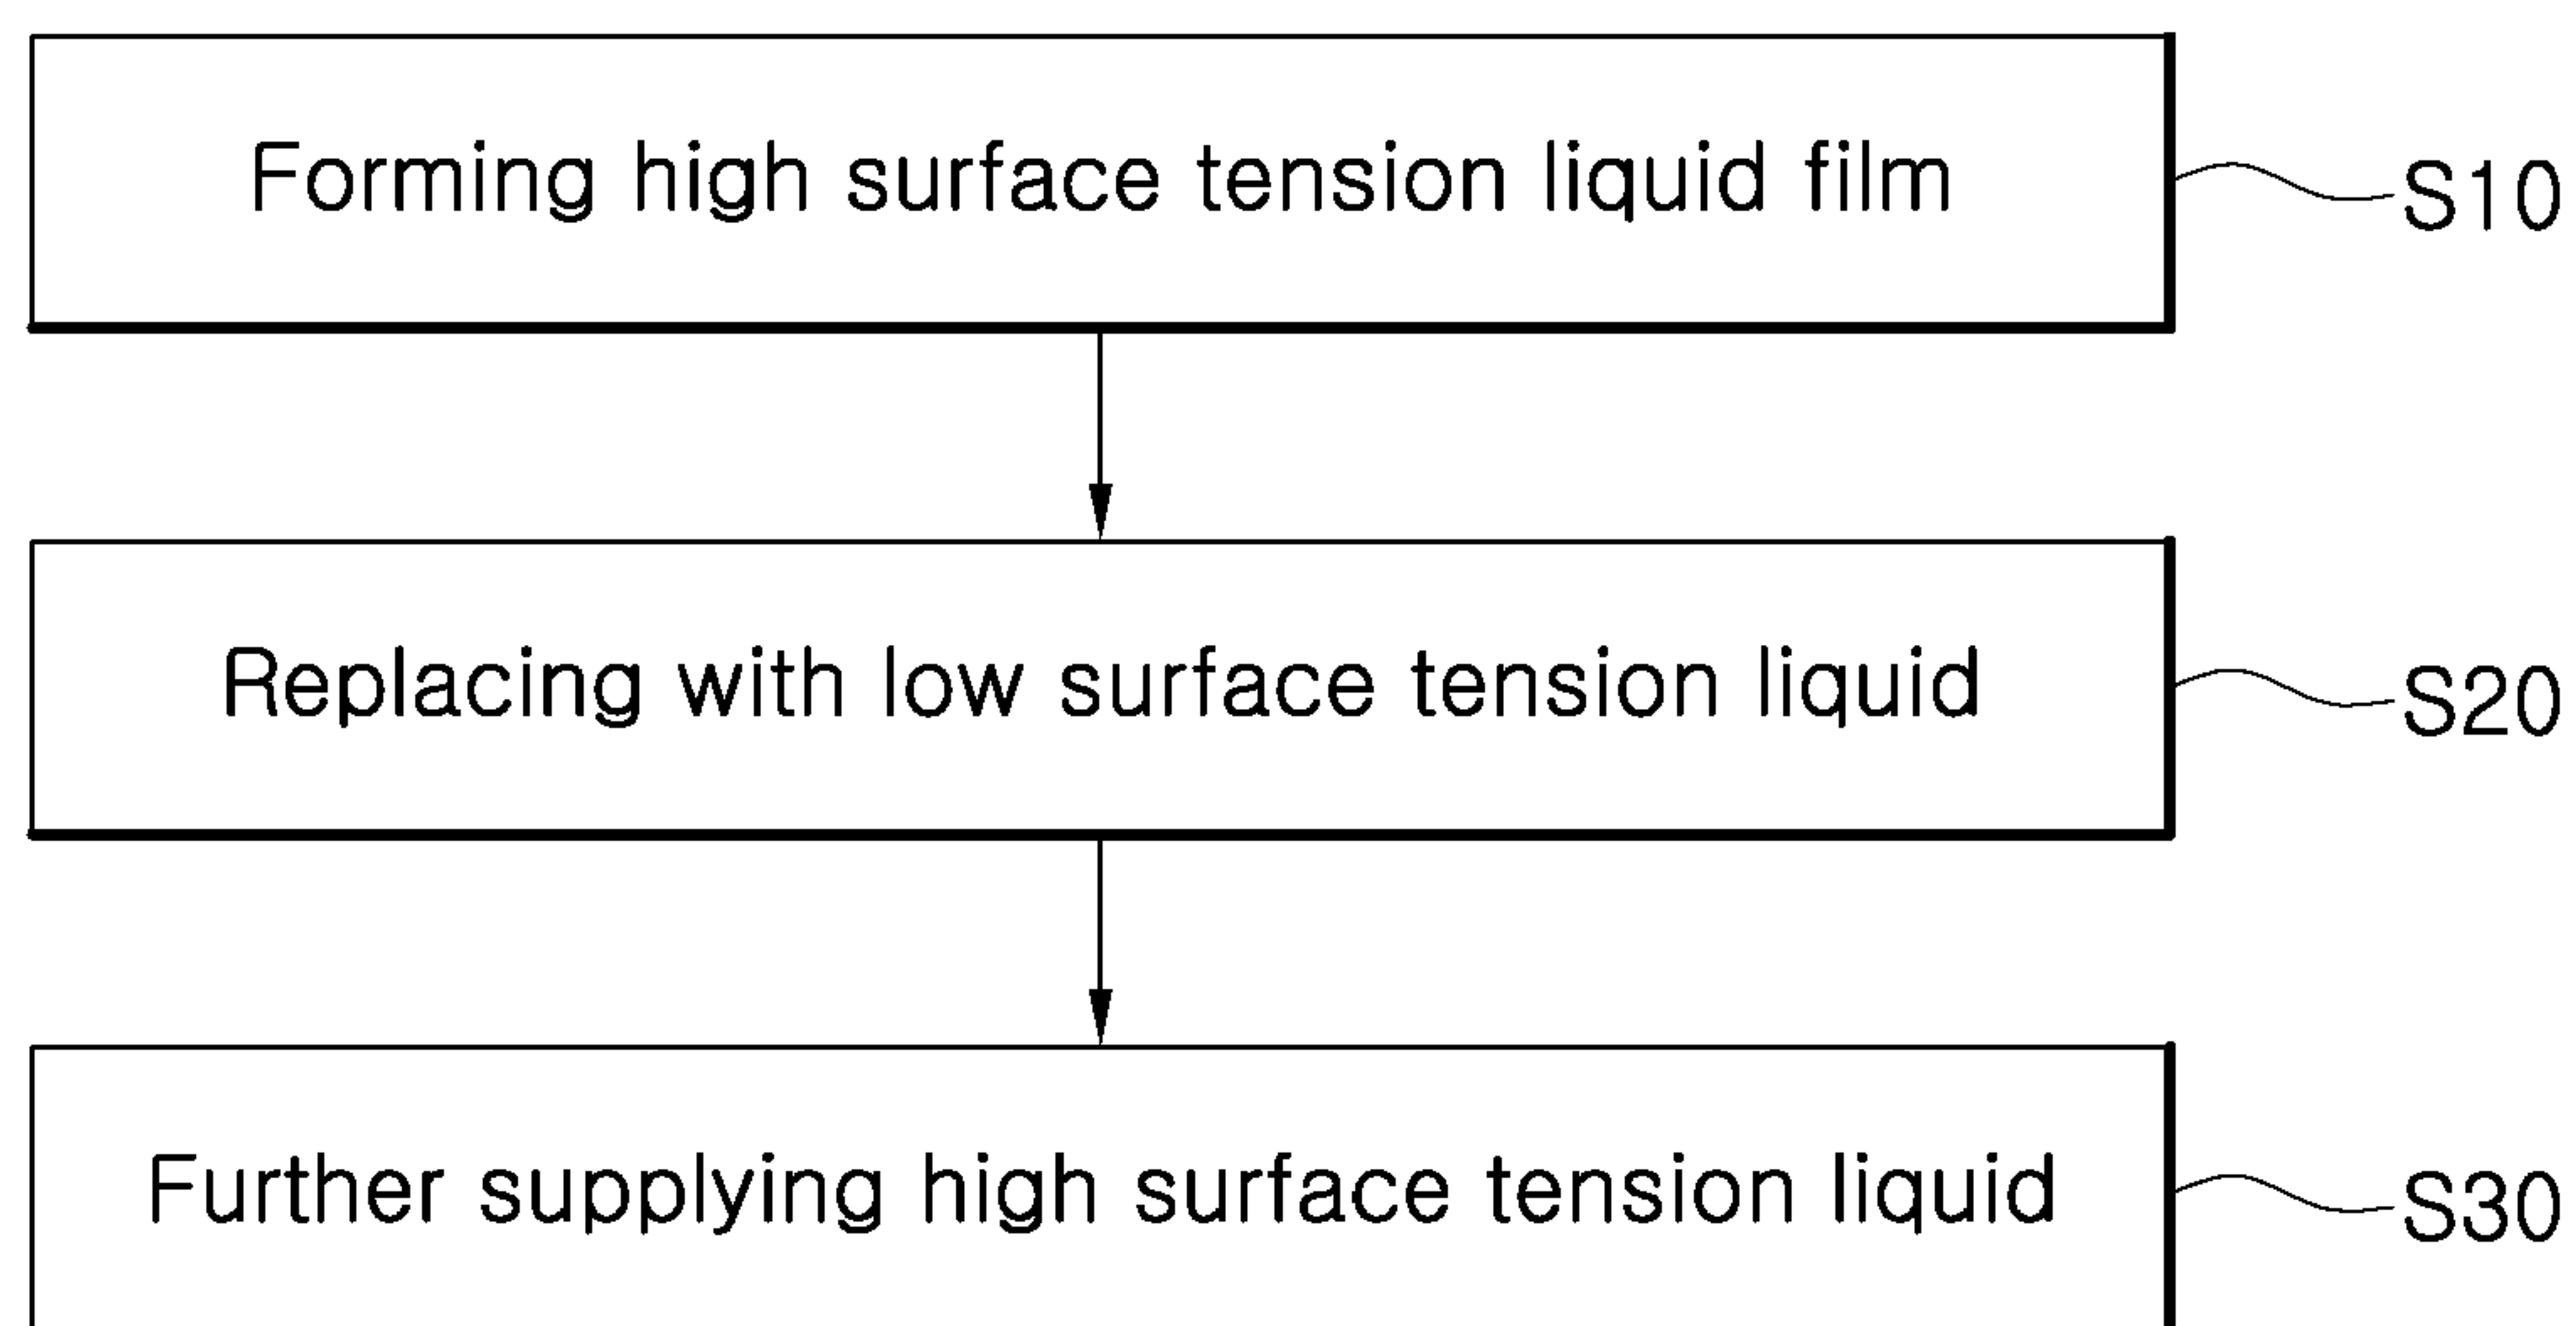 Forming high surface tension liquid film
S10
Replacing with low surface tension liquid
S20
Further supplying high surface tension liquid
S30